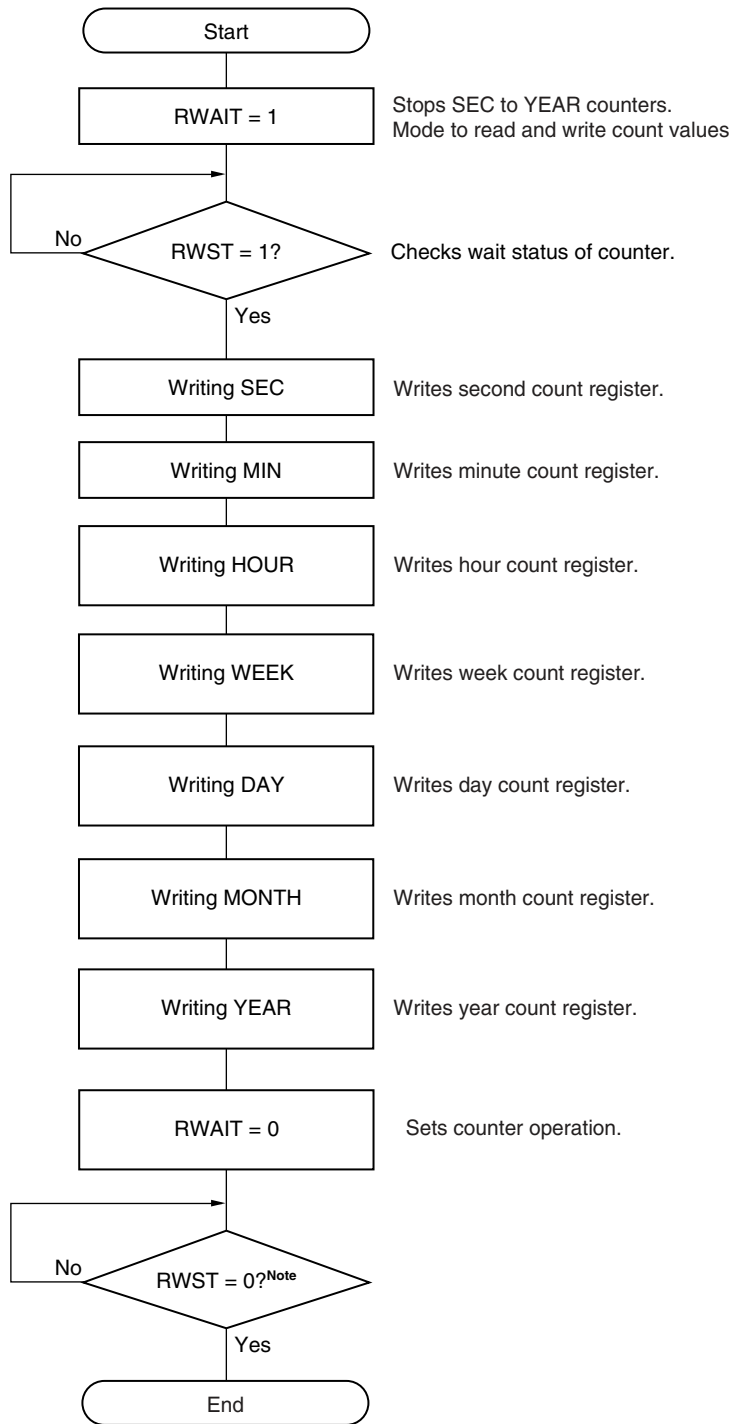 Start
RWAIT = 1
Stops SEC to YEAR counters.
Mode to read and write count values
No
RWST = 1?
Checks wait status of counter.
Yes
Writing SEC
Writes second count register.
Writing MIN
Writes minute count register.
Writing HOUR
Writes hour count register.
Writing WEEK
Writes week count register.
Writing DAY
Writes day count register.
Writing MONTH
Writes month count register.
Writing YEAR
Writes year count register.
RWAIT = 0
Sets counter operation.
No
RWST = 0?Note
Yes
End